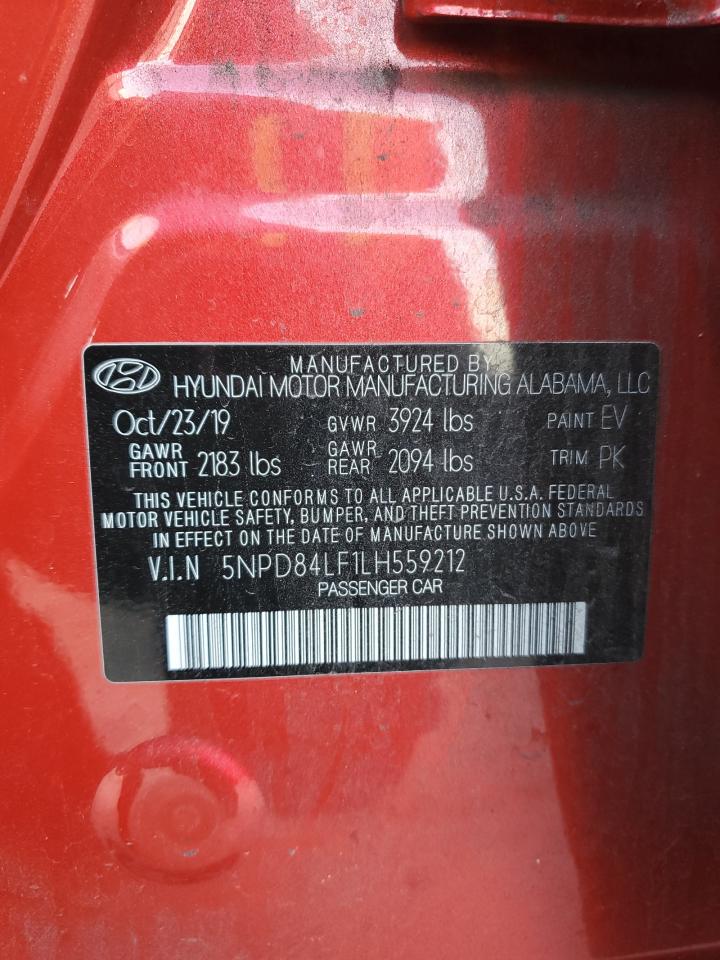 MANUFACTURED BY
HYUNDAI MOTOR MANUFACTURING ALABAMA, LLC
Oct/23/19 GVWR 3924 lbs PAINT EV
GAWR FRONT 2183 lbs GAWR REAR 2094 lbs TRIM PK
THIS VEHICLE CONFORMS TO ALL APPLICABLE U.S.A. FEDERAL
MOTOR VEHICLE SAFETY, BUMPER, AND THEFT PREVENTION STANDARDS
IN EFFECT ON THE DATE OF MANUFACTURE SHOWN ABOVE.
V.I.N 5NPD84LF1LH559212
PASSENGER CAR